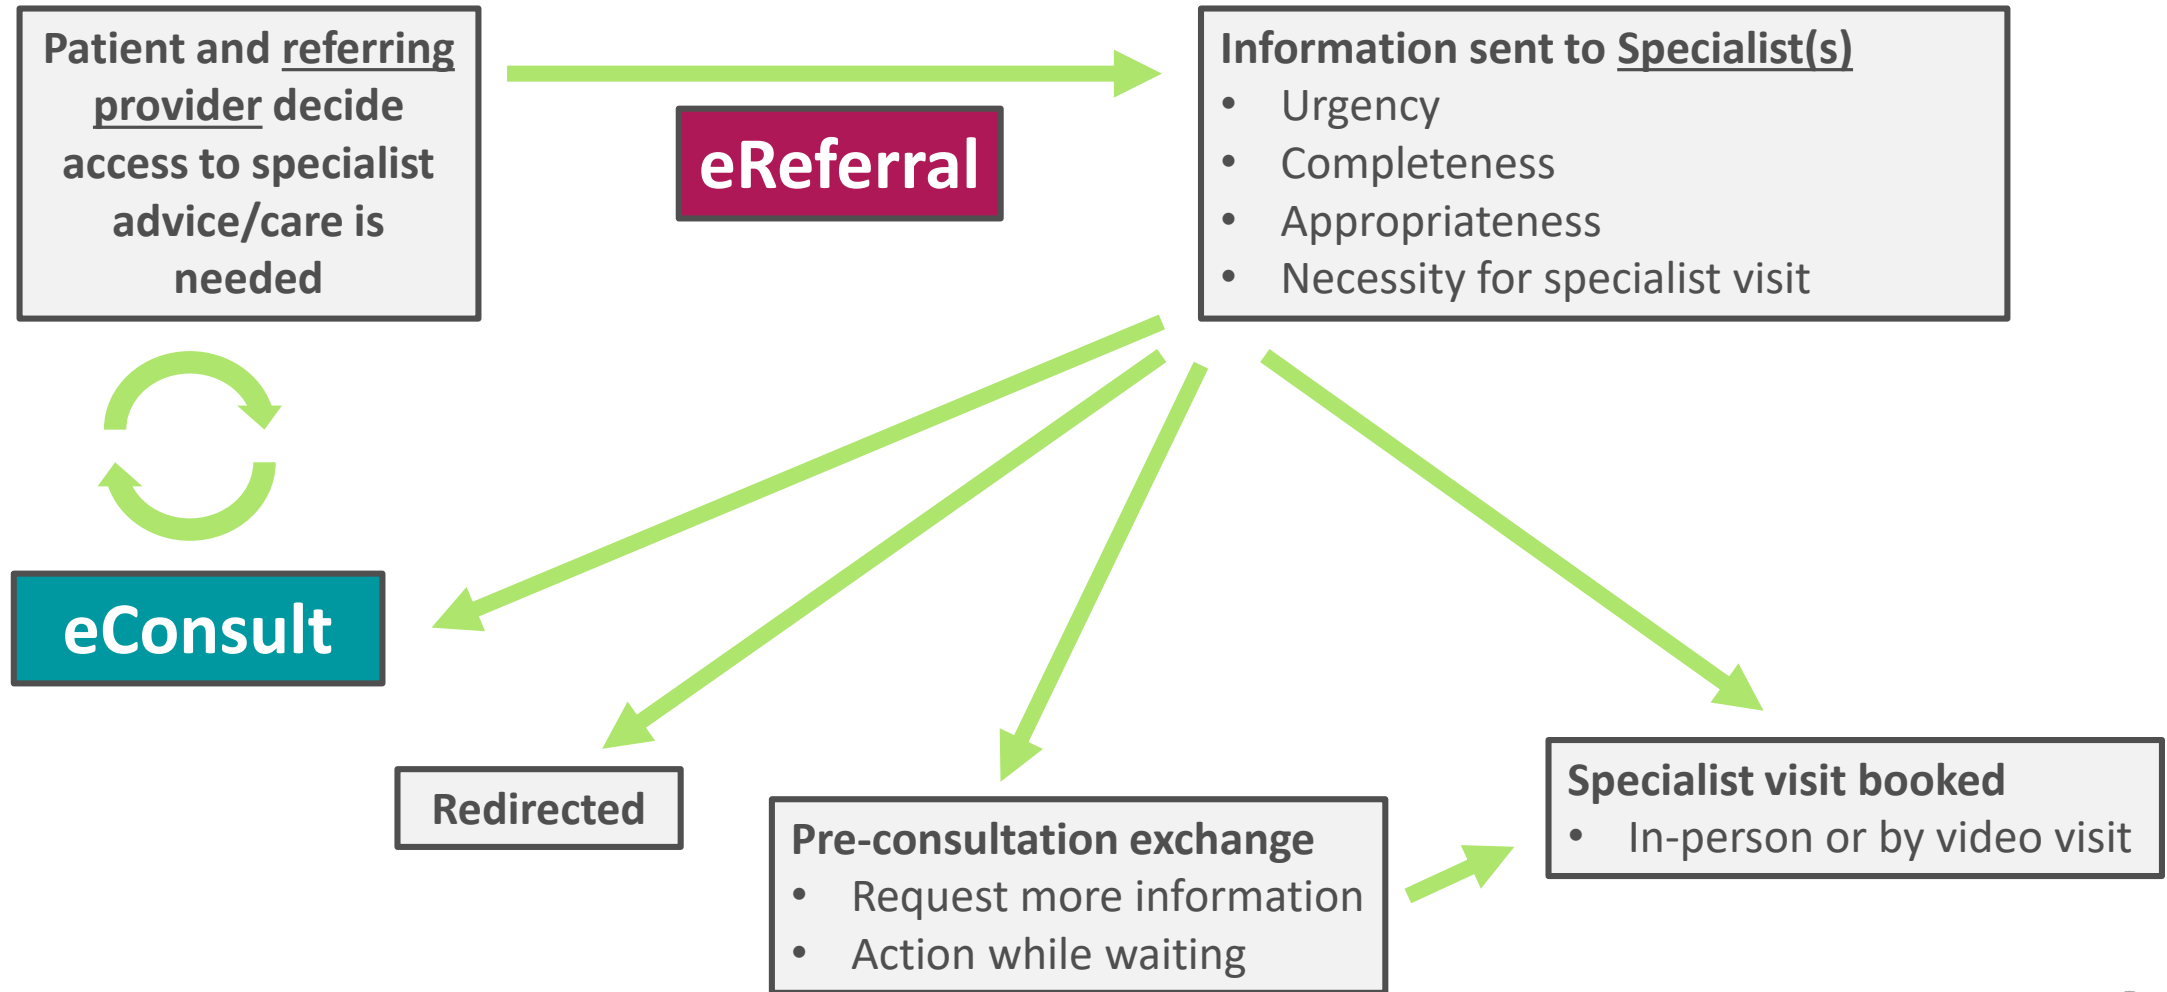 Patient and referring
provider decide
access to specialist
advice/care is
needed
eReferral
Information sent to Specialist(s)
• Urgency
• Completeness
• Appropriateness
• Necessity for specialist visit
eConsult
Redirected
Pre-consultation exchange
• Request more information
• Action while waiting
Specialist visit booked
• In-person or by video visit